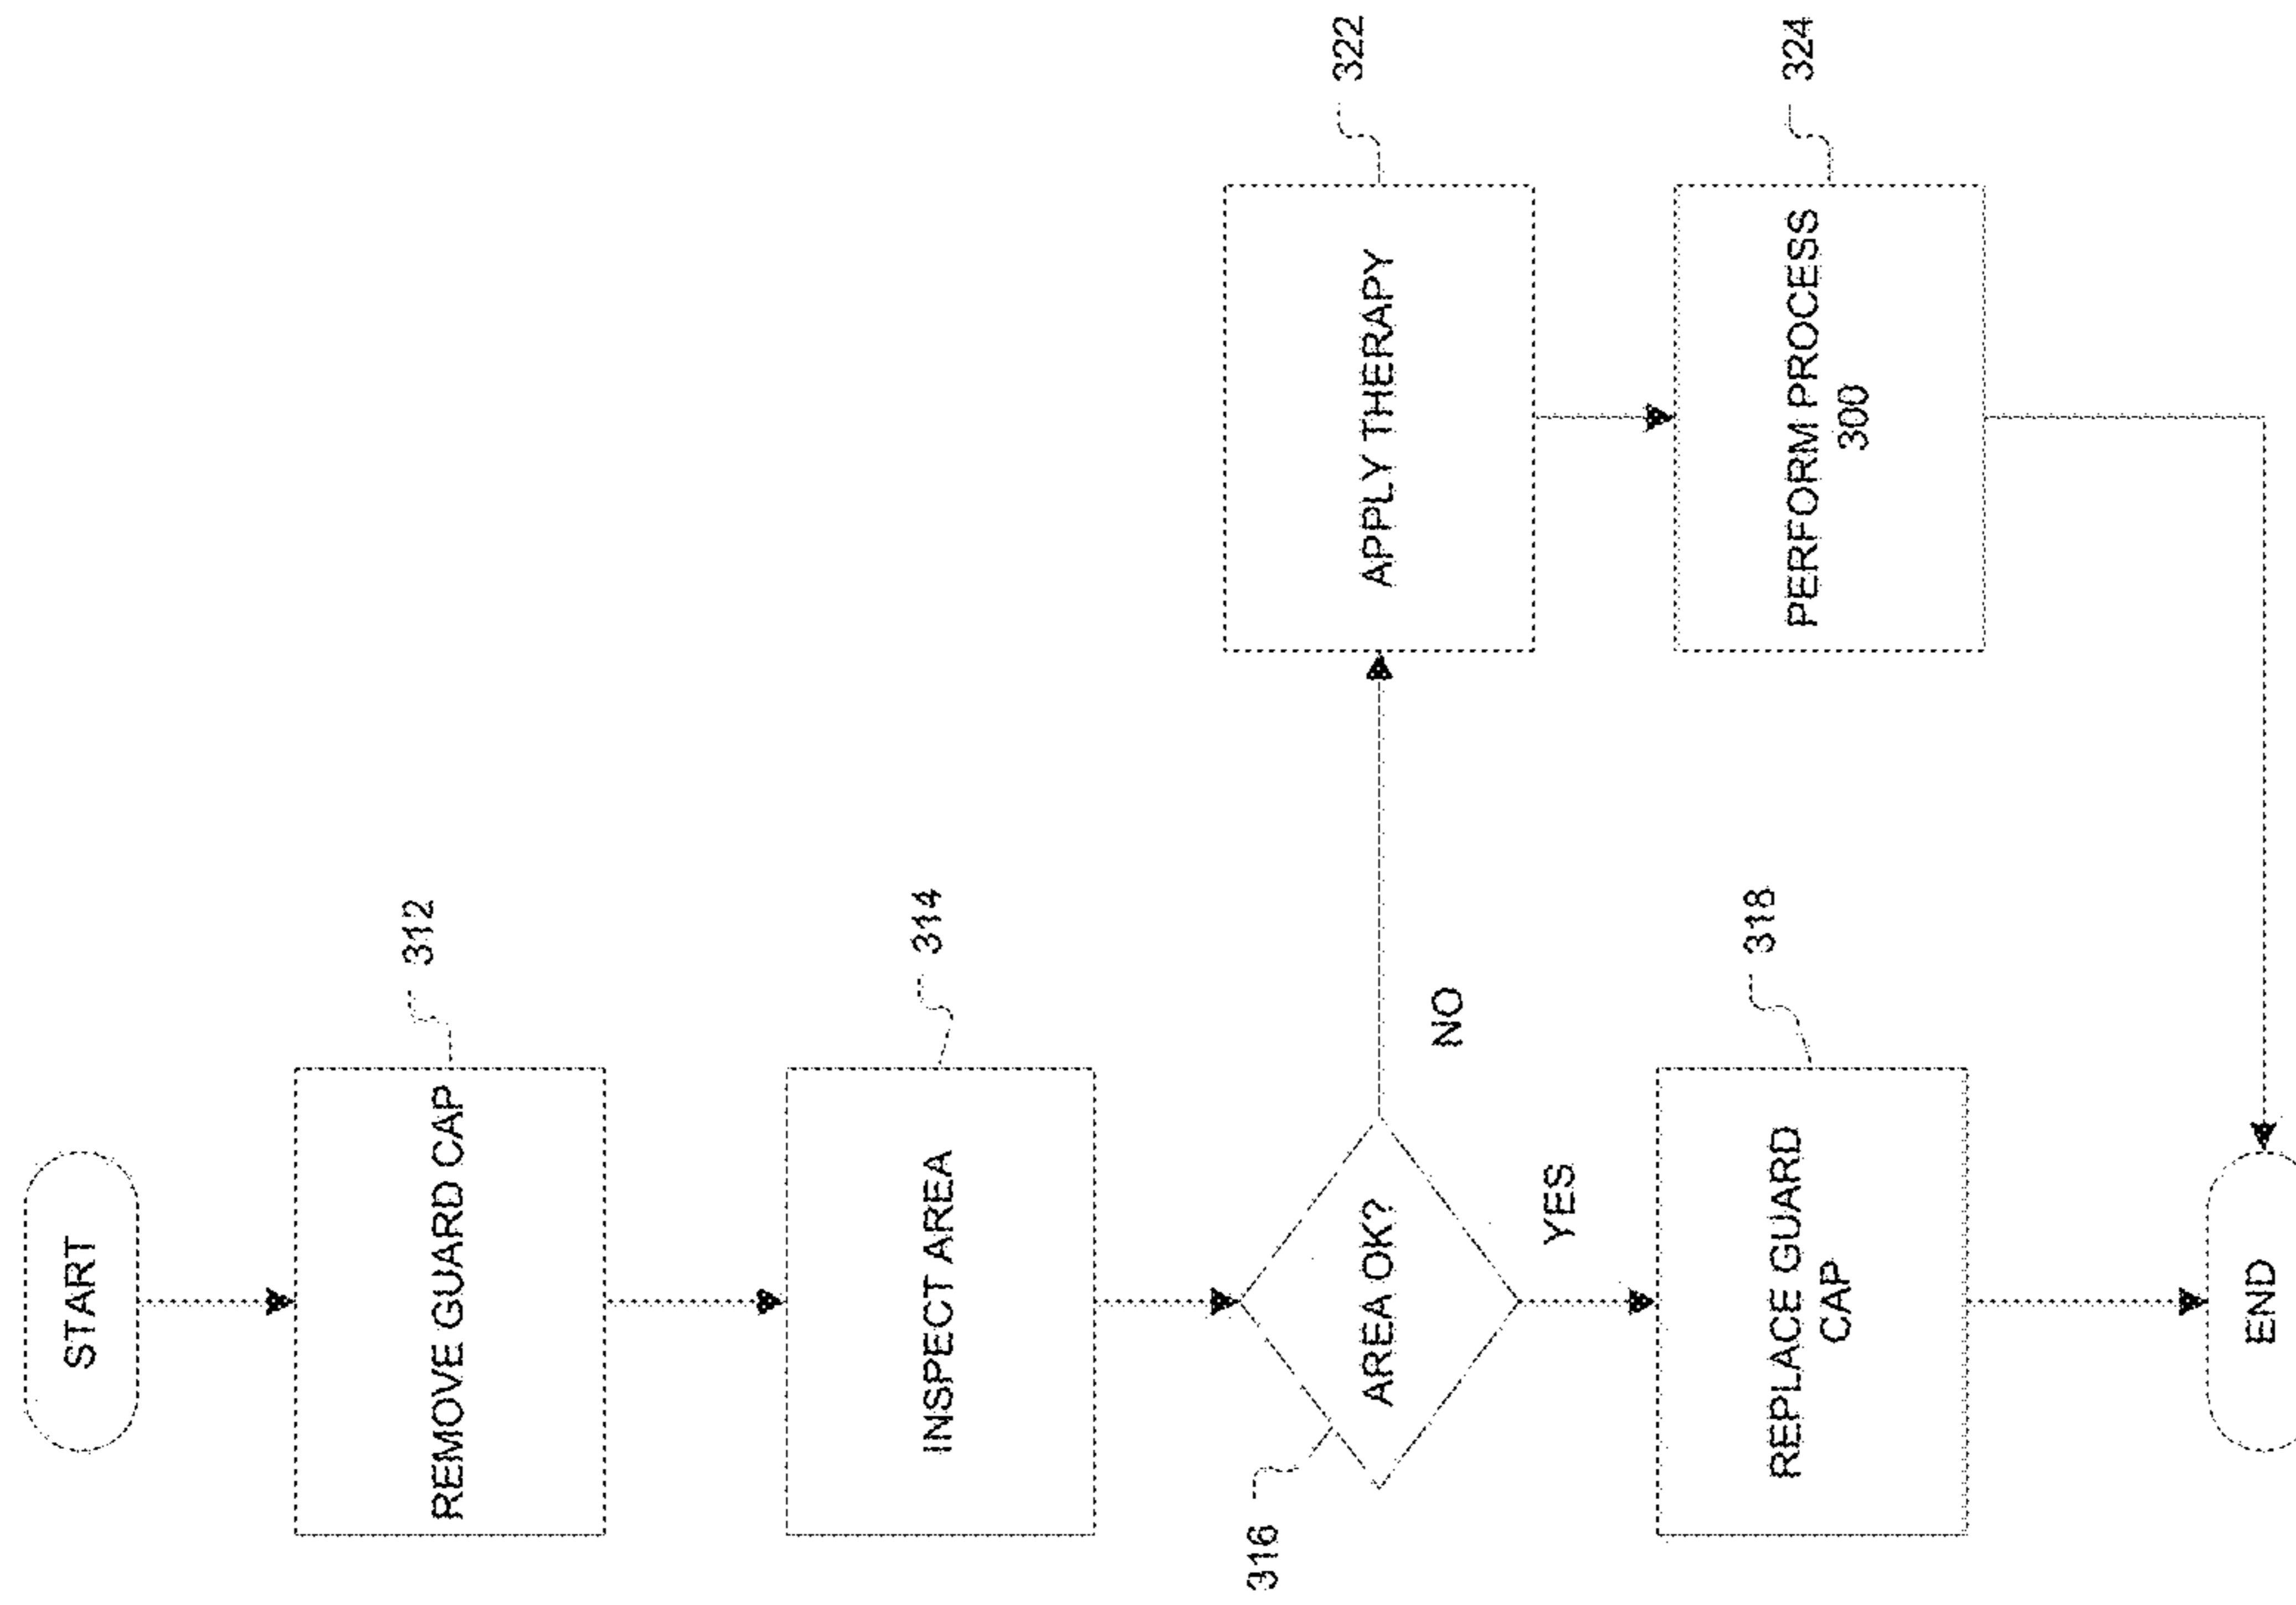 START
312
REMOVE GUARD CAP
314
INSPECT AREA
316
AREA OK?
NO
YES
322
APPLY THERAPY
324
PERFORM PROCESS
300
318
REPLACE GUARD
CAP
END